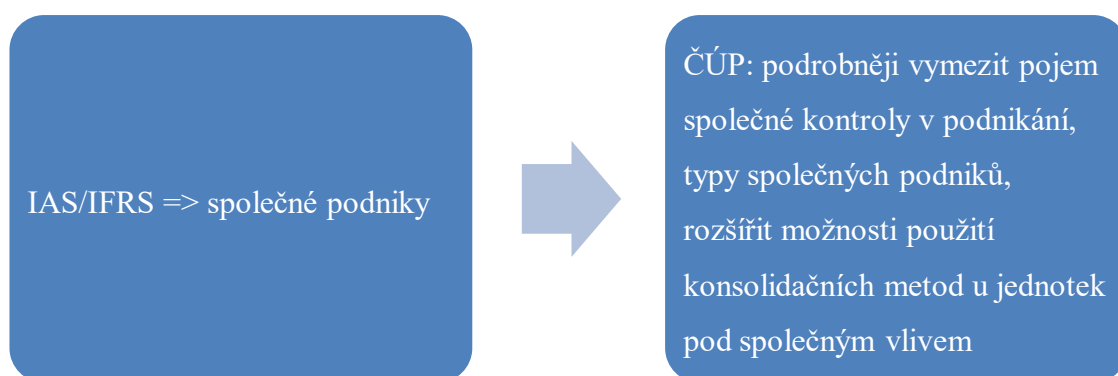 IAS/IFRS => společné podniky
ČÚP: podrobněji vymezit pojem
společné kontroly v podnikání,
typy společných podniků,
rozšířit možnosti použití
konsolidačních metod u jednotek
pod společným vlivem